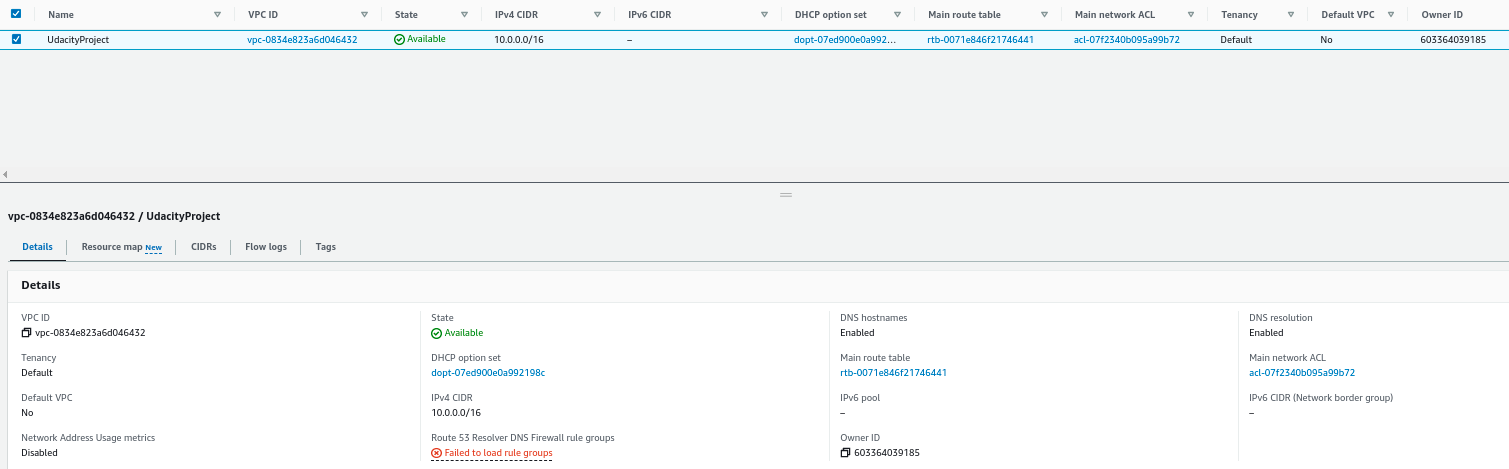 Name VPC ID State IPv4 CIDR IPv6 CIDR DHCP option set Main route table Main network ACL Tenancy Default VPC Owner ID
UdacityProject vpc-0834e823a6d046432 Available 10.0.0.0/16 – dopt-07ed900e0a992... rtb-0071e846f21746441 acl-07f2340b095a99b72 Default No 603364039185
vpc-0834e823a6d046432 / UdacityProject
Details Resource map New CIDRs Flow logs Tags
Details
VPC ID State DNS hostnames DNS resolution
vpc-0834e823a6d046432 Available Enabled Enabled
Tenancy DHCP option set Main route table Main network ACL
Default dopt-07ed900e0a992198c rtb-0071e846f21746441 acl-07f2340b095a99b72
Default VPC IPv4 CIDR IPv6 pool IPv6 CIDR (Network border group)
No 10.0.0.0/16 – –
Network Address Usage metrics Route 53 Resolver DNS Firewall rule groups Owner ID
Disabled Failed to load rule groups 603364039185